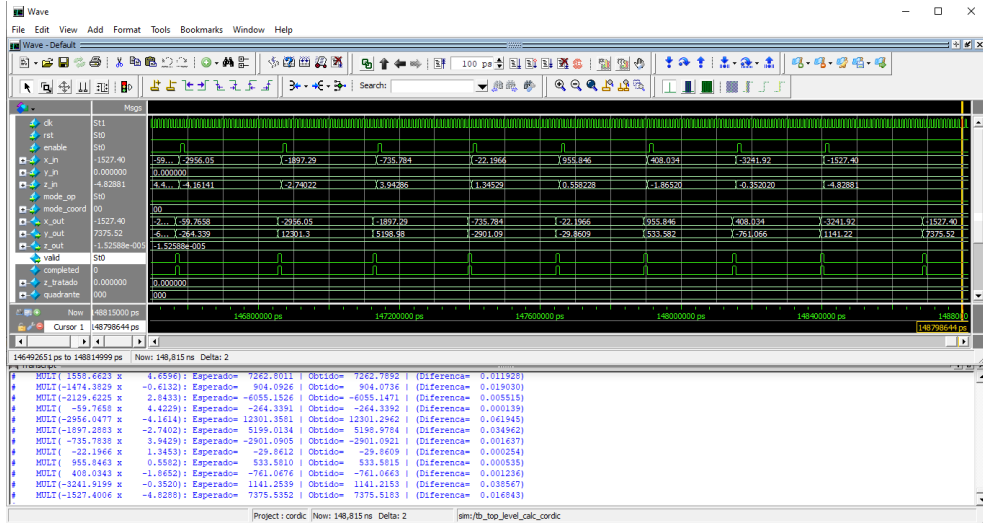 Wave
File Edit View Add Format Tools Bookmarks Window Help
Wave - Default
100 ps
Search:
Msgs
clk St1
rst St0
enable St0
x_in -1527.40 -59... -2956.05 -1897.29 -735.784 -22.1966 955.846 408.034 -3241.92 -1527.40
y_in 0.000000 0.000000
z_in -4.82881 4.4... -4.16141 -2.74022 3.94286 1.34529 0.558228 -1.86520 -0.352020 -4.82881
mode_op St0
mode_coord 00 00
x_out -1527.40 -2... -59.7658 -2956.05 -1897.29 -735.784 -22.1966 955.846 408.034 -3241.92 -1527.40
y_out 7375.52 -6... -264.339 12301.3 5198.98 -2901.09 -29.8609 533.582 -761.066 1141.22 7375.52
z_out -1.52588e-005 -1.52588e-005
valid St0
completed 0
z_tratado 0.000000 0.000000
quadrante 000 000
Now 148815000 ps 146800000 ps 147200000 ps 147600000 ps 148000000 ps 148400000 ps 1488000
Cursor 1 148798644 ps 148798644 ps
146492651 ps to 148814999 ps Now: 148,815 ns Delta: 2
Transcript
# MULT( 1558.6623 x 4.6596): Esperado= 7262.8011 | Obtido= 7262.7892 | (Diferenca= 0.011928)
# MULT(-1474.3829 x -0.6132): Esperado= 904.0926 | Obtido= 904.0736 | (Diferenca= 0.019030)
# MULT(-2129.6225 x 2.8433): Esperado= -6055.1526 | Obtido= -6055.1471 | (Diferenca= 0.005515)
# MULT( -59.7658 x 4.4229): Esperado= -264.3391 | Obtido= -264.3392 | (Diferenca= 0.000139)
# MULT(-2956.0477 x -4.1614): Esperado= 12301.3581 | Obtido= 12301.2962 | (Diferenca= 0.061945)
# MULT(-1897.2883 x -2.7402): Esperado= 5199.0134 | Obtido= 5198.9784 | (Diferenca= 0.034962)
# MULT( -735.7838 x 3.9429): Esperado= -2901.0905 | Obtido= -2901.0921 | (Diferenca= 0.001637)
# MULT( -22.1966 x 1.3453): Esperado= -29.8612 | Obtido= -29.8609 | (Diferenca= 0.000254)
# MULT( 955.8463 x 0.5582): Esperado= 533.5810 | Obtido= 533.5815 | (Diferenca= 0.000535)
# MULT( 408.0343 x -1.8652): Esperado= -761.0676 | Obtido= -761.0663 | (Diferenca= 0.001236)
# MULT(-3241.9199 x -0.3520): Esperado= 1141.2539 | Obtido= 1141.2153 | (Diferenca= 0.038567)
# MULT(-1527.4006 x -4.8288): Esperado= 7375.5352 | Obtido= 7375.5183 | (Diferenca= 0.016843)
Project : cordic Now: 148,815 ns Delta: 2 sim:/tb_top_level_calc_cordic